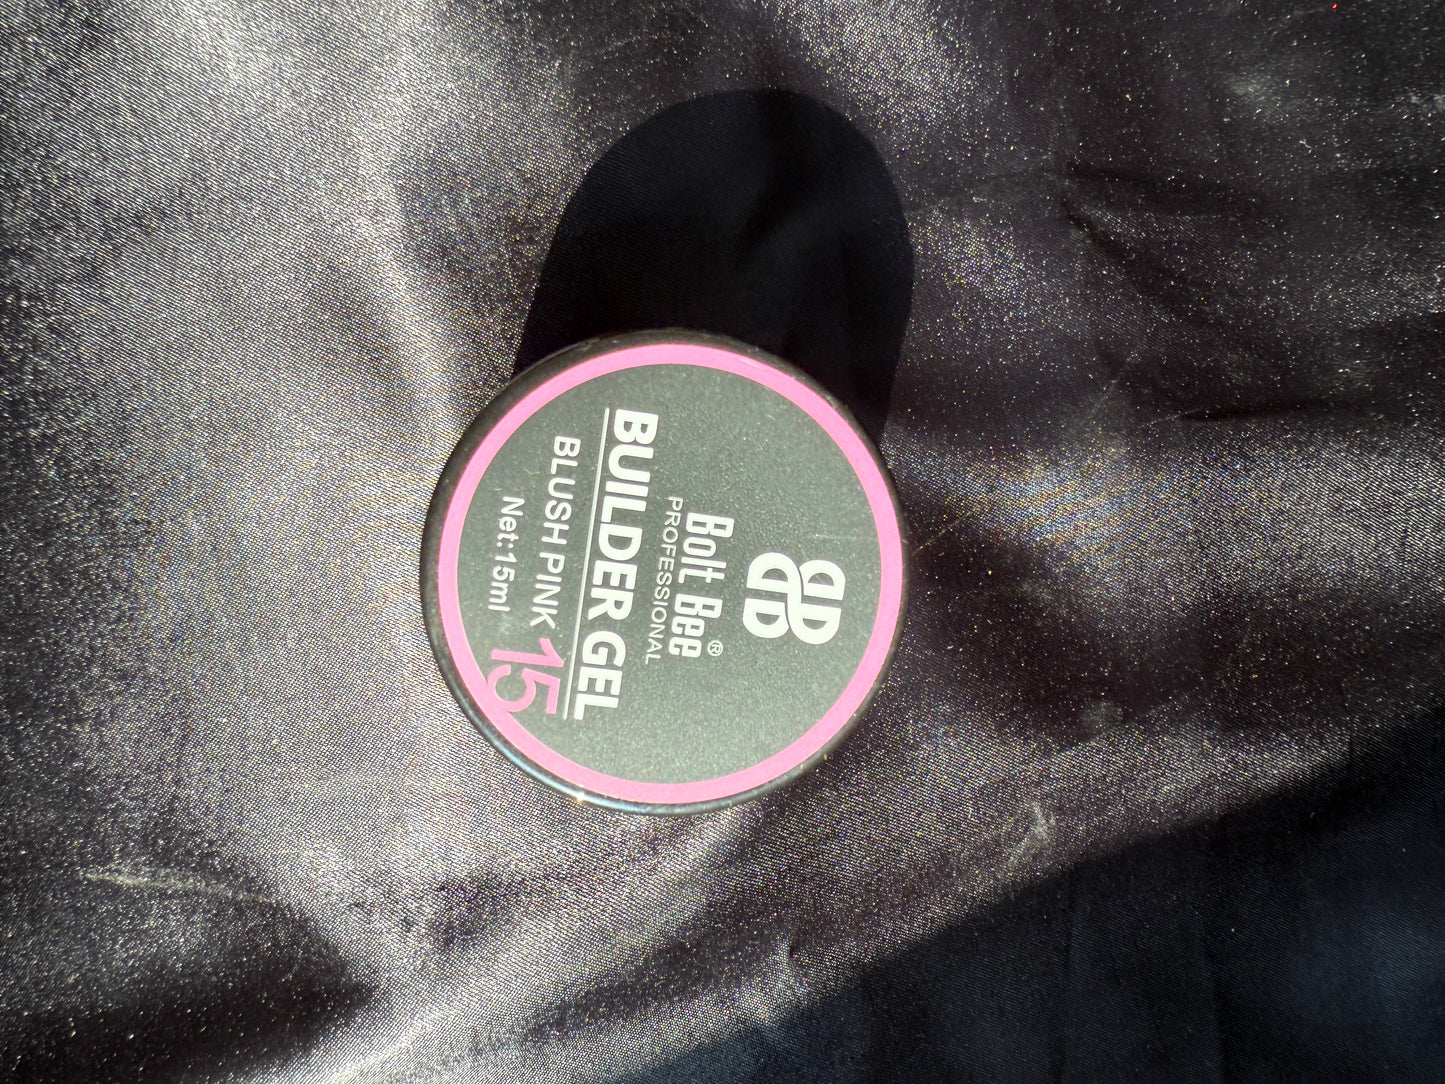 Bolt Bee®
PROFESSIONAL
BUILDER GEL
BLUSH PINK 15
Net:15ml